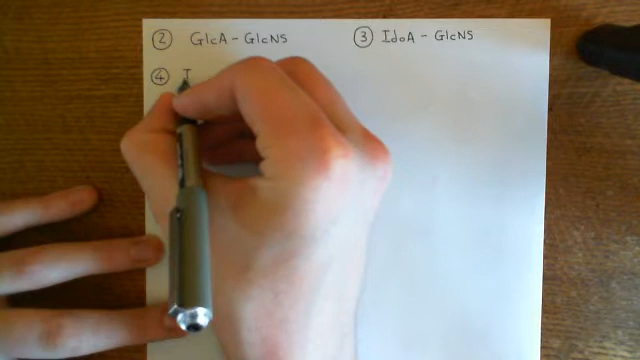 ② GlcA - GlcNS ③ IdoA - GlcNS
④ I